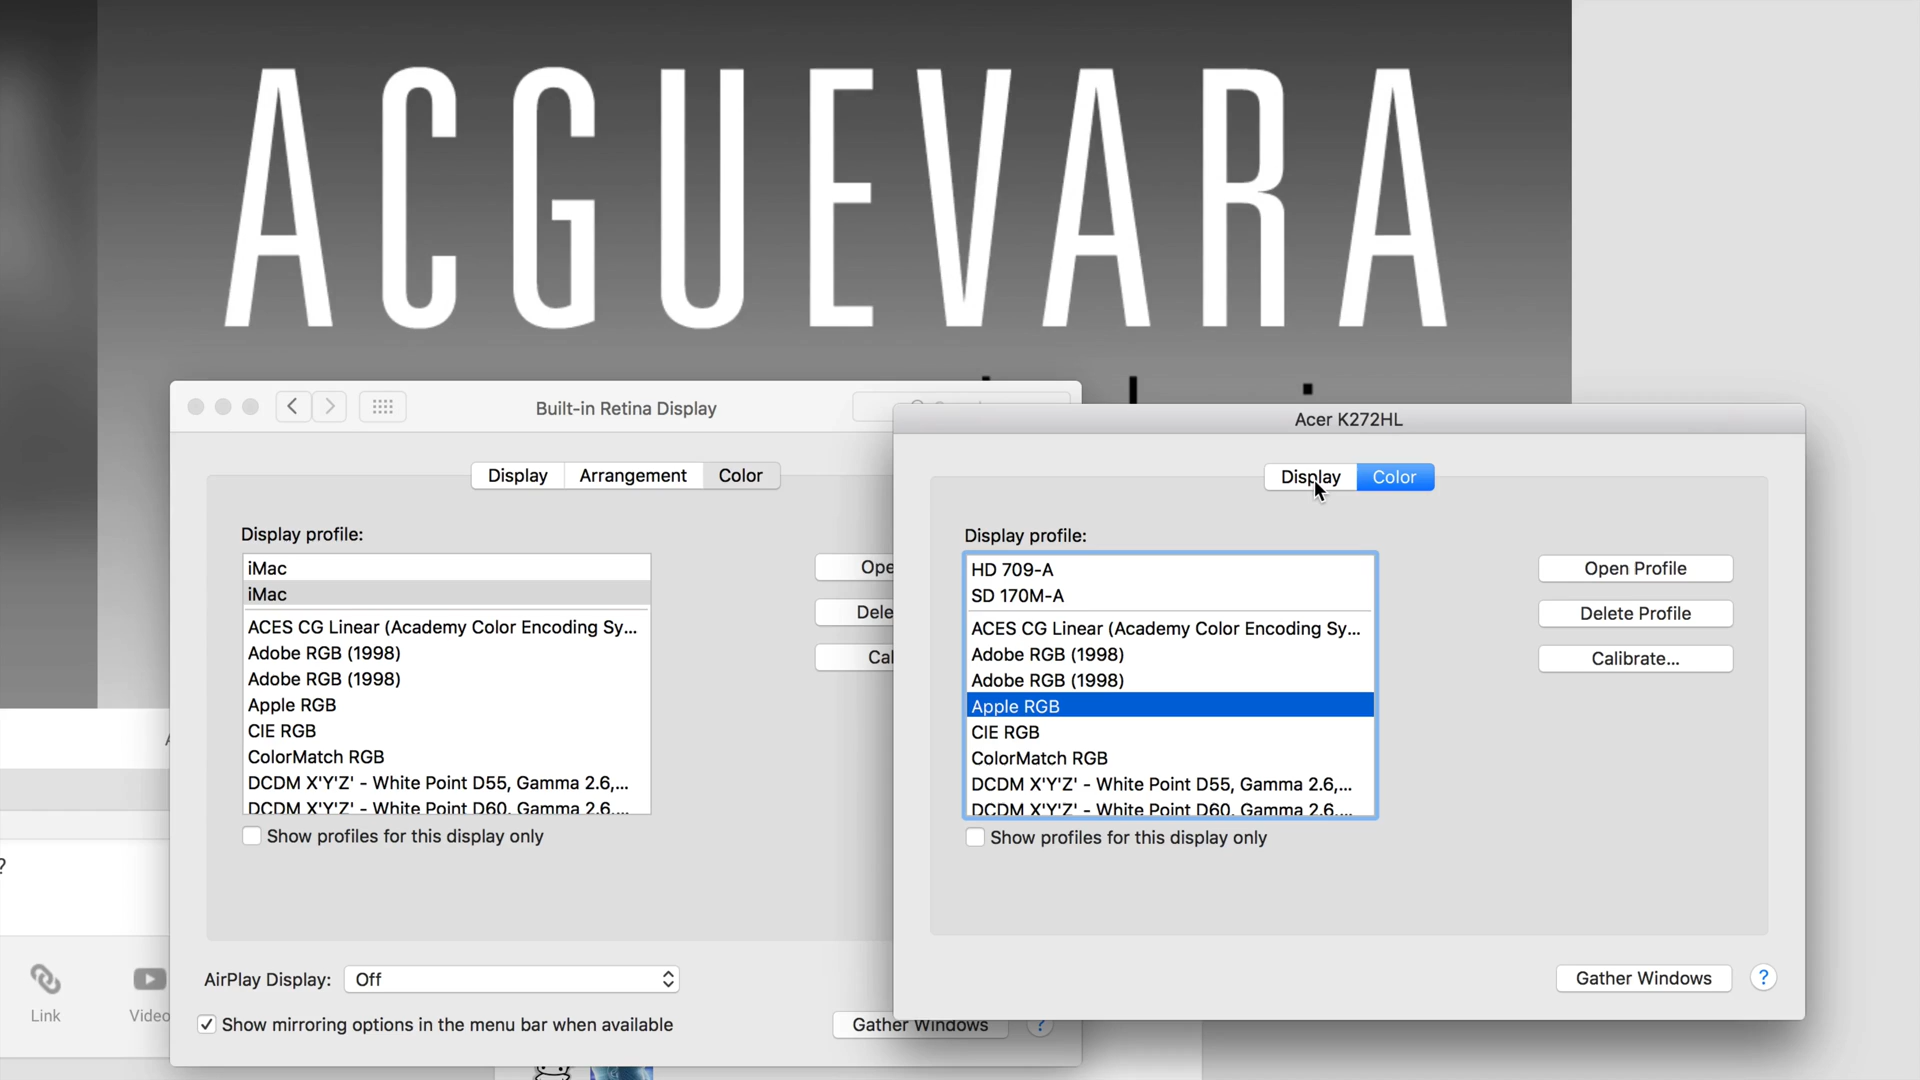 ACGUEVARA
Built-in Retina Display
Display
Arrangement
Color
Display profile:
iMac
iMac
ACES CG Linear (Academy Color Encoding Sy...
Adobe RGB (1998)
Adobe RGB (1998)
Apple RGB
CIE RGB
ColorMatch RGB
DCDM X'Y'Z' - White Point D55, Gamma 2.6,...
DCDM X'Y'Z' - White Point D60, Gamma 2.6,...
Show profiles for this display only
AirPlay Display:
Off
Show mirroring options in the menu bar when available
Gather Windows
?
Acer K272HL
Display
Color
Display profile:
HD 709-A
SD 170M-A
ACES CG Linear (Academy Color Encoding Sy...
Adobe RGB (1998)
Adobe RGB (1998)
Apple RGB
CIE RGB
ColorMatch RGB
DCDM X'Y'Z' - White Point D55, Gamma 2.6,...
DCDM X'Y'Z' - White Point D60, Gamma 2.6,...
Show profiles for this display only
Open Profile
Delete Profile
Calibrate...
Gather Windows
?
?
Link
Video